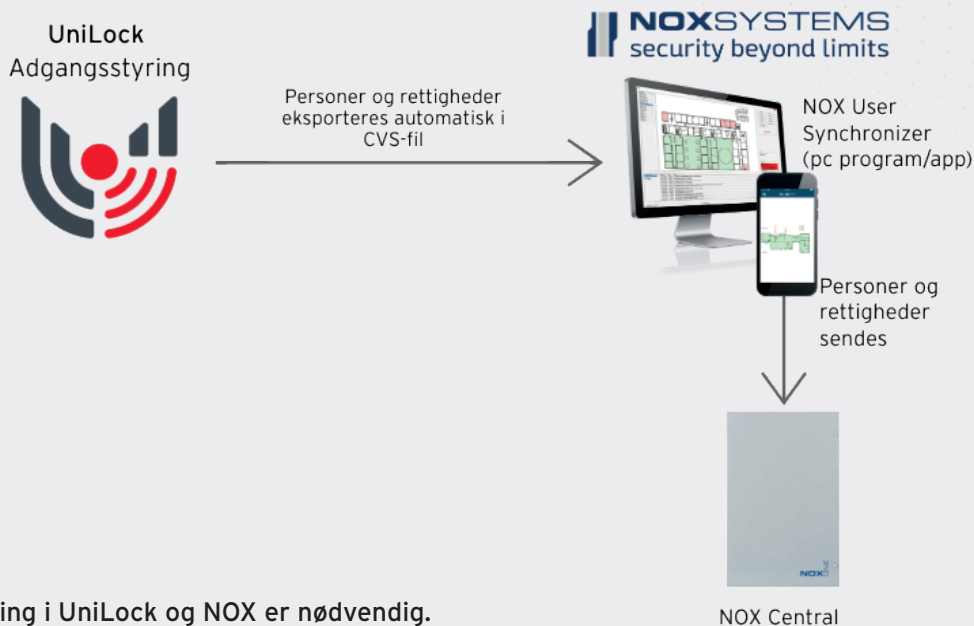 UniLock
Adgangsstyring
Personer og rettigheder
eksporteres automatisk i
CVS-fil
NOXSYSTEMS
security beyond limits
NOX User
Synchronizer
(pc program/app)
Personer og
rettigheder
sendes
NOX
ing i UniLock og NOX er nødvendig.
NOX Central